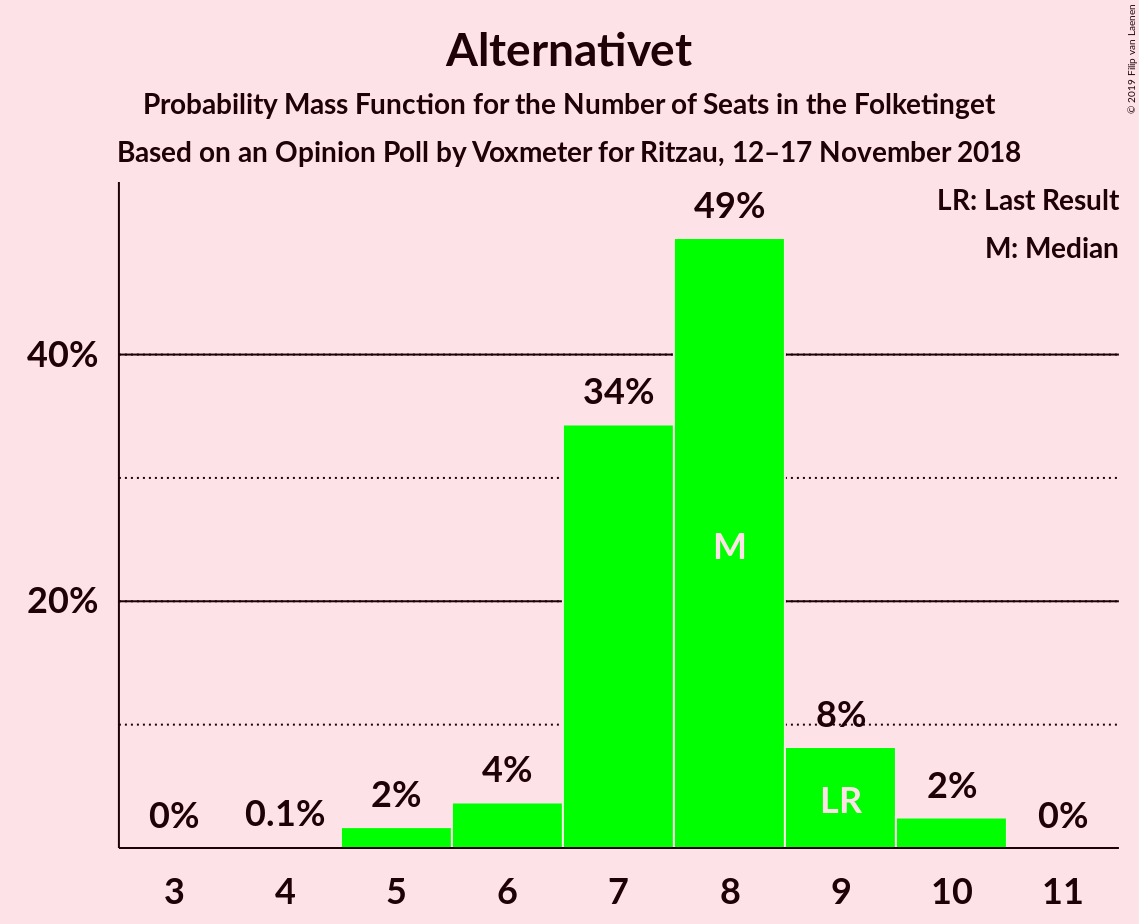 Alternativet
Probability Mass Function for the Number of Seats in the Folketinget
Based on an Opinion Poll by Voxmeter for Ritzau, 12–17 November 2018
© 2019 Filip van Laenen
LR: Last Result
M: Median
49%
40%
34%
M
20%
8%
4%
2%
2%
0%
0.1%
LR
0%
3 4 5 6 7 8 9 10 11